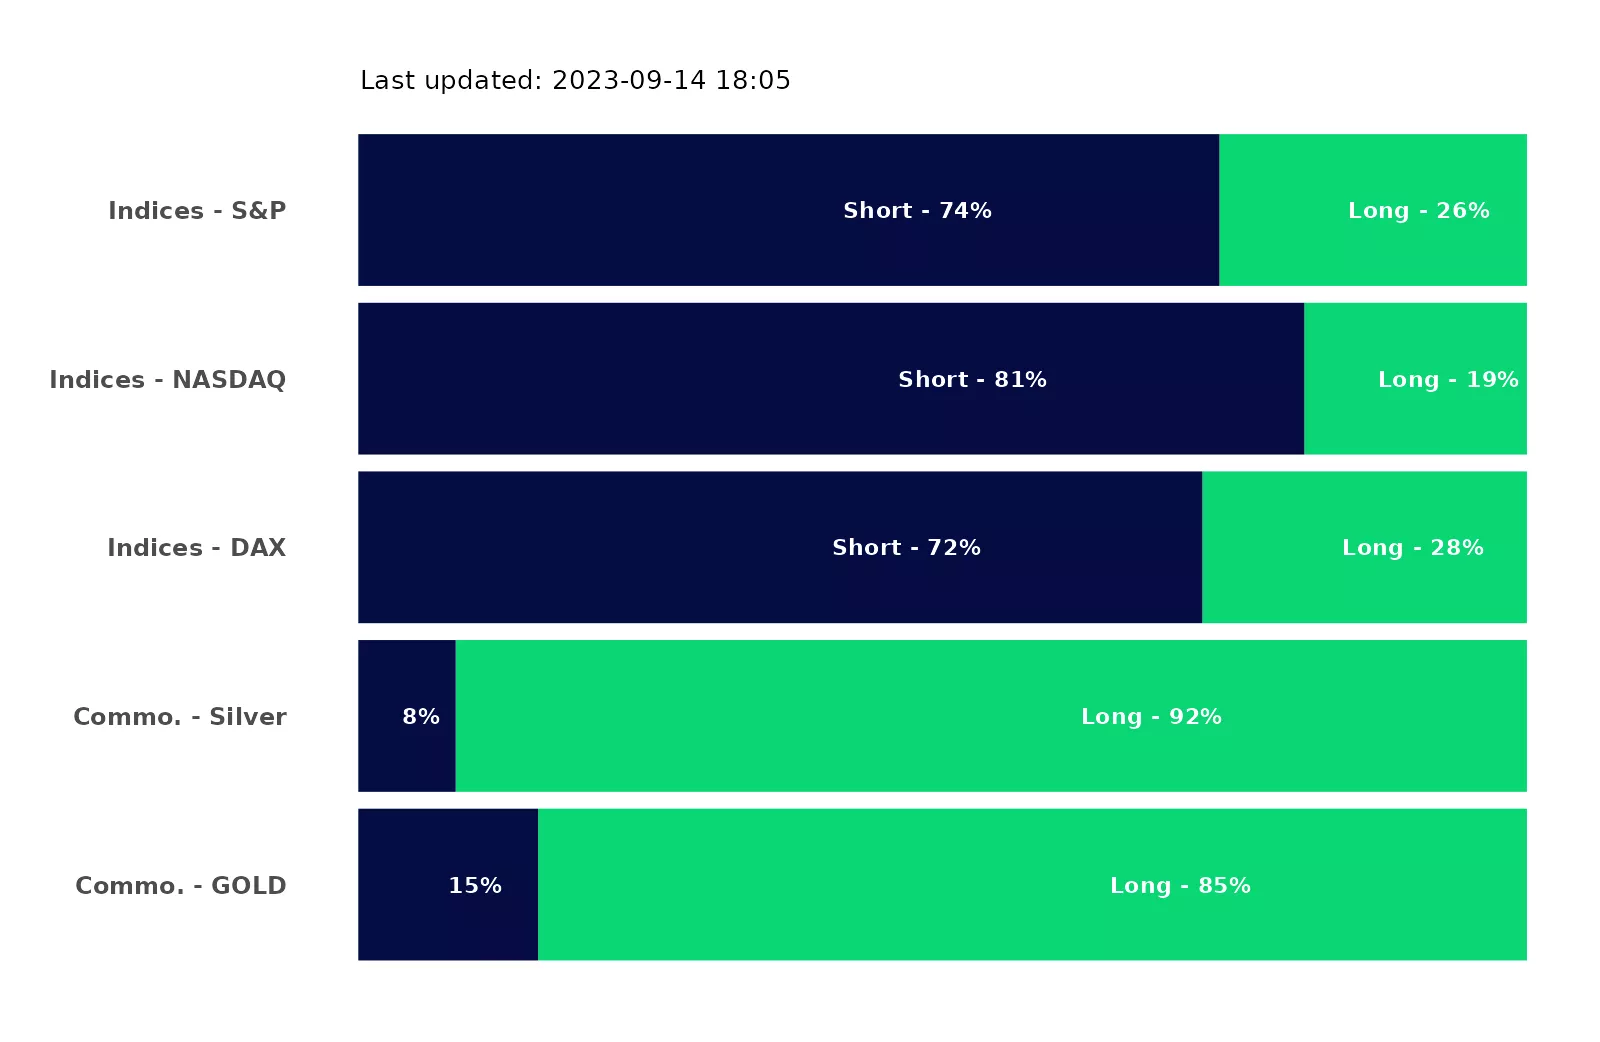 Last updated: 2023-09-14 18:05
Indices - S&P Short - 74% Long - 26%
Indices - NASDAQ Short - 81% Long - 19%
Indices - DAX Short - 72% Long - 28%
Commo. - Silver 8% Long - 92%
Commo. - GOLD 15% Long - 85%